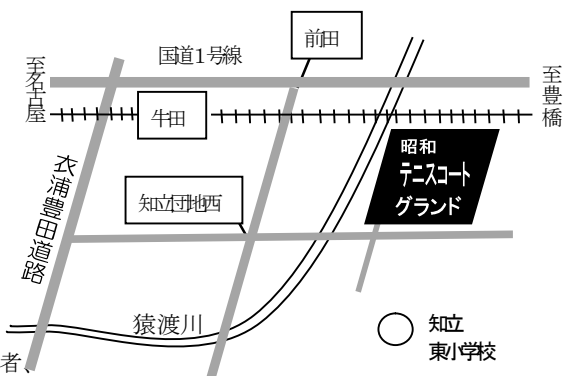 前田
国道1号線
至名古屋
至豊橋
牛田
昭和
テニスコート
グランド
衣浦豊田道路
知立団地西
猿渡川
知立
東小学校
者、